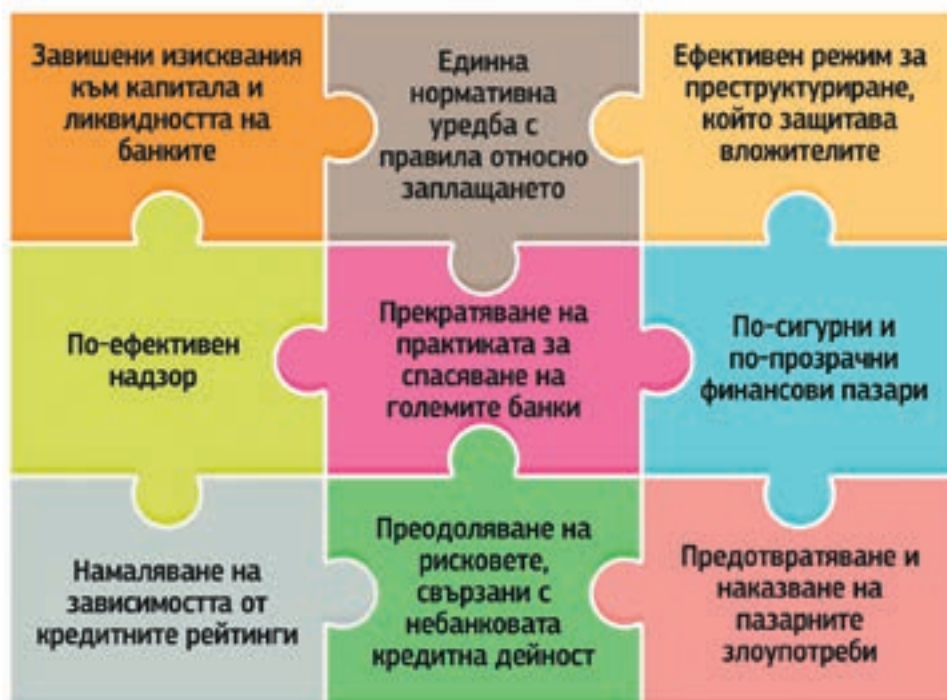 Завишени изисквания
към капитала и
ликвидността на
банките
Единна
нормативна
уредба с
правила относно
заплащането
Ефективен режим за
преструктуриране,
който защитава
вложителите
По-ефективен
надзор
Прекратяване на
практиката за
спасяване на
големите банки
По-сигурни и
по-прозрачни
финансови пазари
Намаляване на
зависимостта от
кредитните рейтинги
Преодоляване на
рисковете,
свързани с
небанковата
кредитна дейност
Предотвратяване и
наказване на
пазарните
злоупотреби